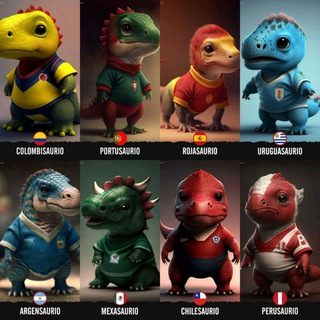 COLOMBISAURIO
PORTUSAURIO
ROJASAURIO
URUGUASAURIO
ARGENSAURIO
MEXASAURIO
CHILESAURIO
PERUSAURIO